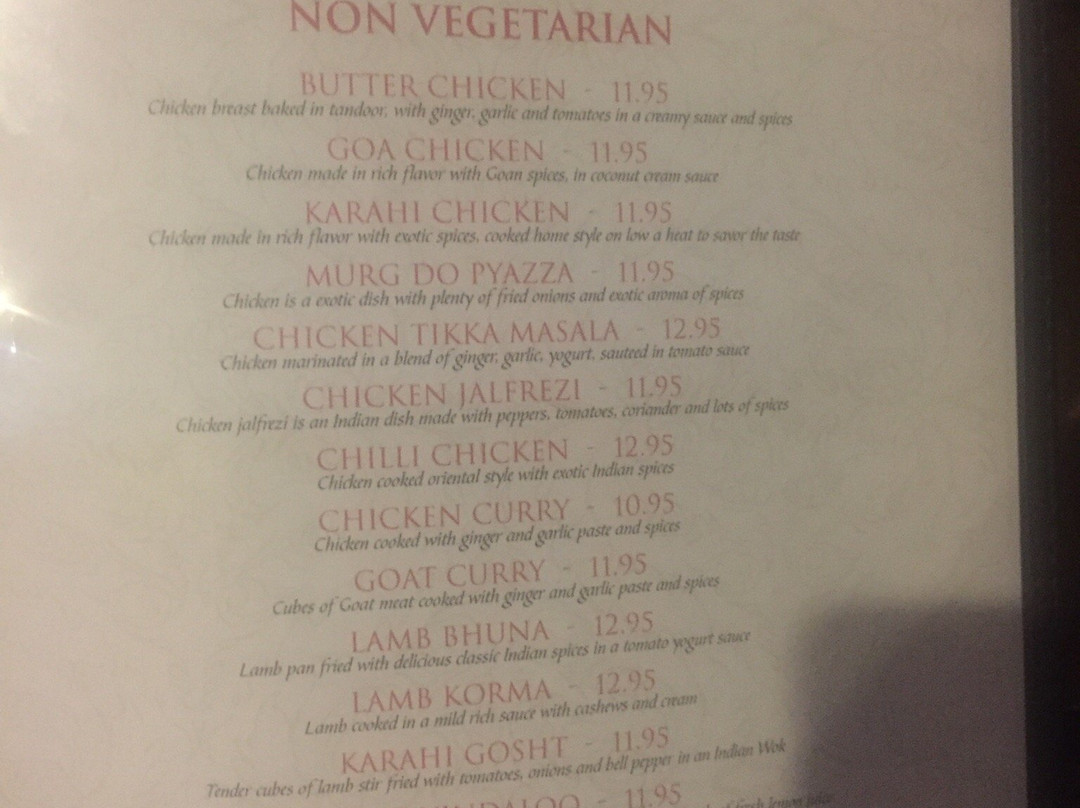 NON VEGETARIAN
BUTTER CHICKEN - 11.95
Chicken breast baked in tandoor, with ginger, garlic and tomatoes in a creamy sauce and spices
GOA CHICKEN - 11.95
Chicken made in rich flavor with Goan spices, in coconut cream sauce
KARAHI CHICKEN - 11.95
Chicken made in rich flavor with exotic spices, cooked home style on low a heat to savor the taste
MURG DO PYAZZA - 11.95
Chicken is a exotic dish with plenty of fried onions and exotic aroma of spices
CHICKEN TIKKA MASALA - 12.95
Chicken marinated in a blend of ginger, garlic, yogurt, sauteed in tomato sauce
CHICKEN JALFREZI - 11.95
Chicken jalfrezi is an Indian dish made with peppers, tomatoes, coriander and lots of spices
CHILLI CHICKEN - 12.95
Chicken cooked oriental style with exotic Indian spices
CHICKEN CURRY - 10.95
Chicken cooked with ginger and garlic paste and spices
GOAT CURRY - 11.95
Cubes of Goat meat cooked with ginger and garlic paste and spices
LAMB BHUNA - 12.95
Lamb pan fried with delicious classic Indian spices in a tomato yogurt sauce
LAMB KORMA - 12.95
Lamb cooked in a mild rich sauce with cashews and cream
KARAHI GOSHT - 11.95
Tender cubes of lamb stir fried with tomatoes, onions and bell pepper in an Indian Wok
- 11.95
of fresh lemon